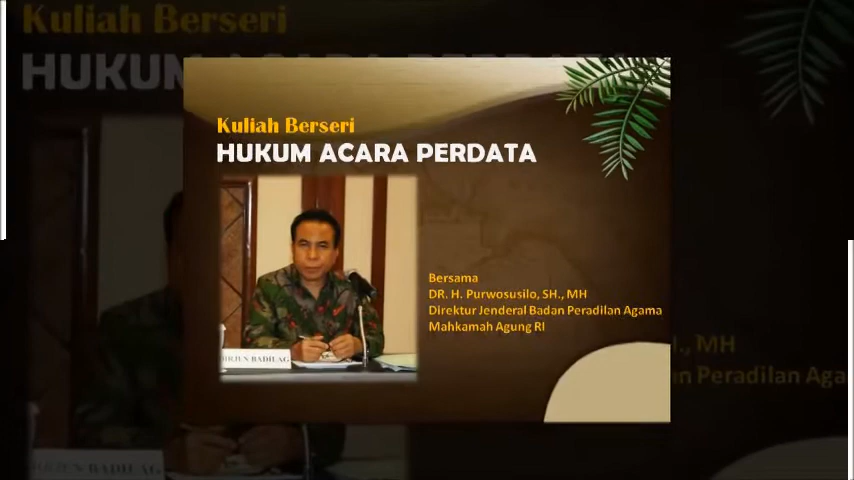 Kuliah Berseri
HUKUM ACARA PERDATA
Bersama
DR. H. Purwosusilo, SH., MH
Direktur Jenderal Badan Peradilan Agama
Mahkamah Agung RI
DIRJEN BADILAG